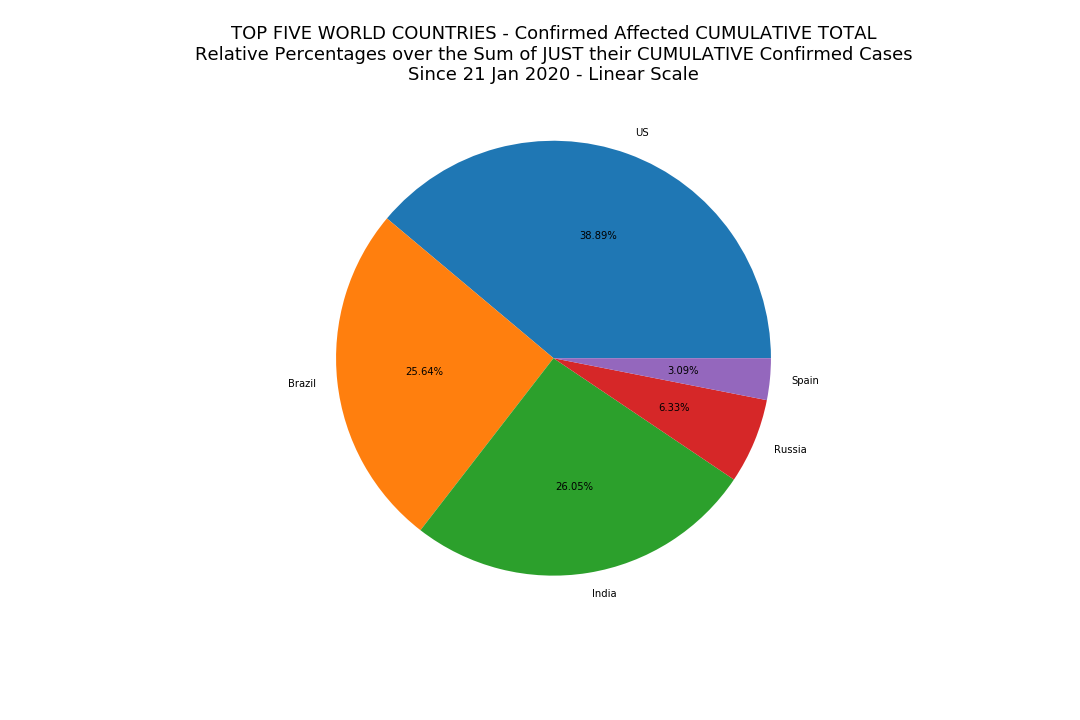 TOP FIVE WORLD COUNTRIES - Confirmed Affected CUMULATIVE TOTAL
Relative Percentages over the Sum of JUST their CUMULATIVE Confirmed Cases
Since 21 Jan 2020 - Linear Scale
US
38.89%
Brazil
25.64%
3.09%
Spain
6.33%
Russia
26.05%
India